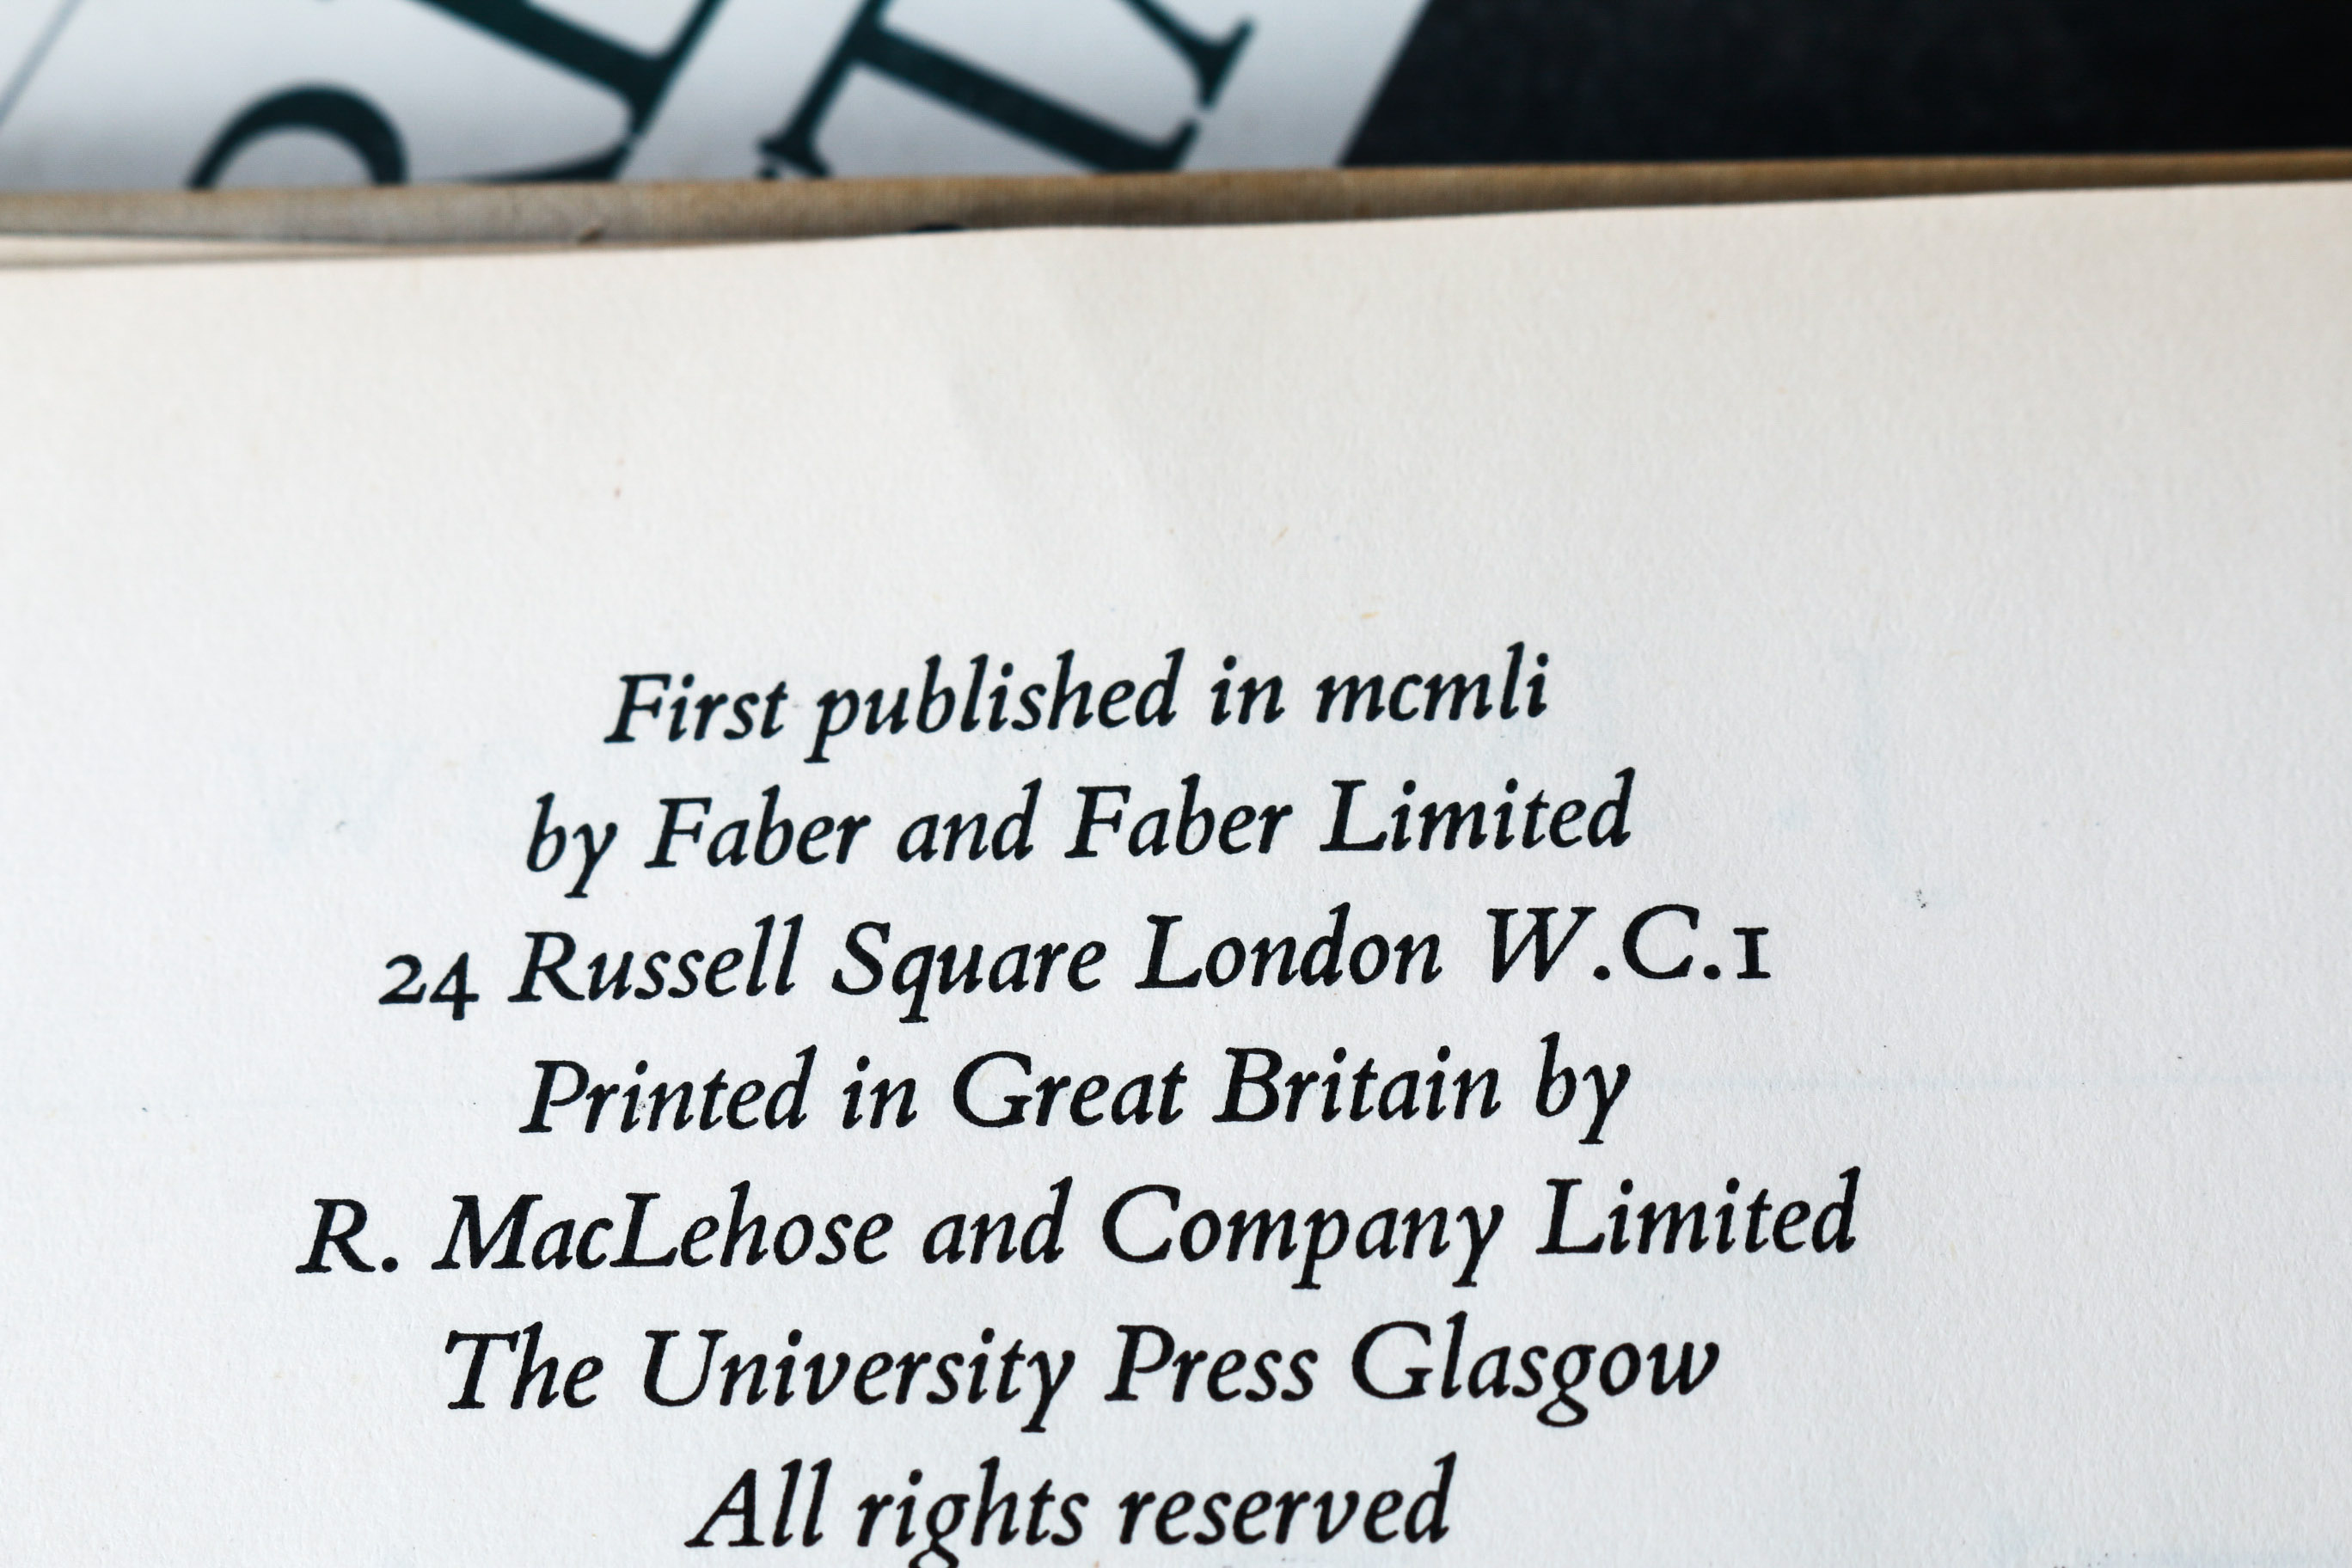 First published in mcmli
by Faber and Faber Limited
24 Russell Square London W.C.1
Printed in Great Britain by
R. MacLehose and Company Limited
The University Press Glasgow
All rights reserved